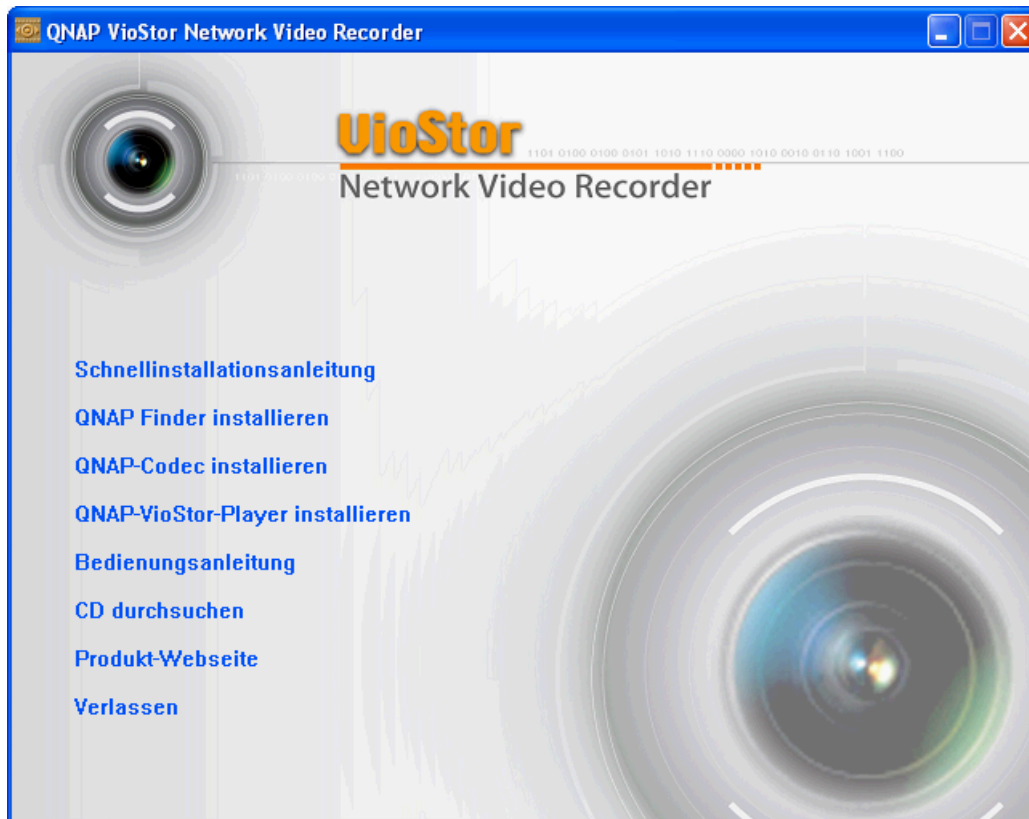 QNAP VioStor Network Video Recorder
VioStor
1101 0100 0100 0101 1010 1110 0000 1010 0010 0110 1001 1100
Network Video Recorder
Schnellinstallationsanleitung
QNAP Finder installieren
QNAP-Codec installieren
QNAP-VioStor-Player installieren
Bedienungsanleitung
CD durchsuchen
Produkt-Webseite
Verlassen